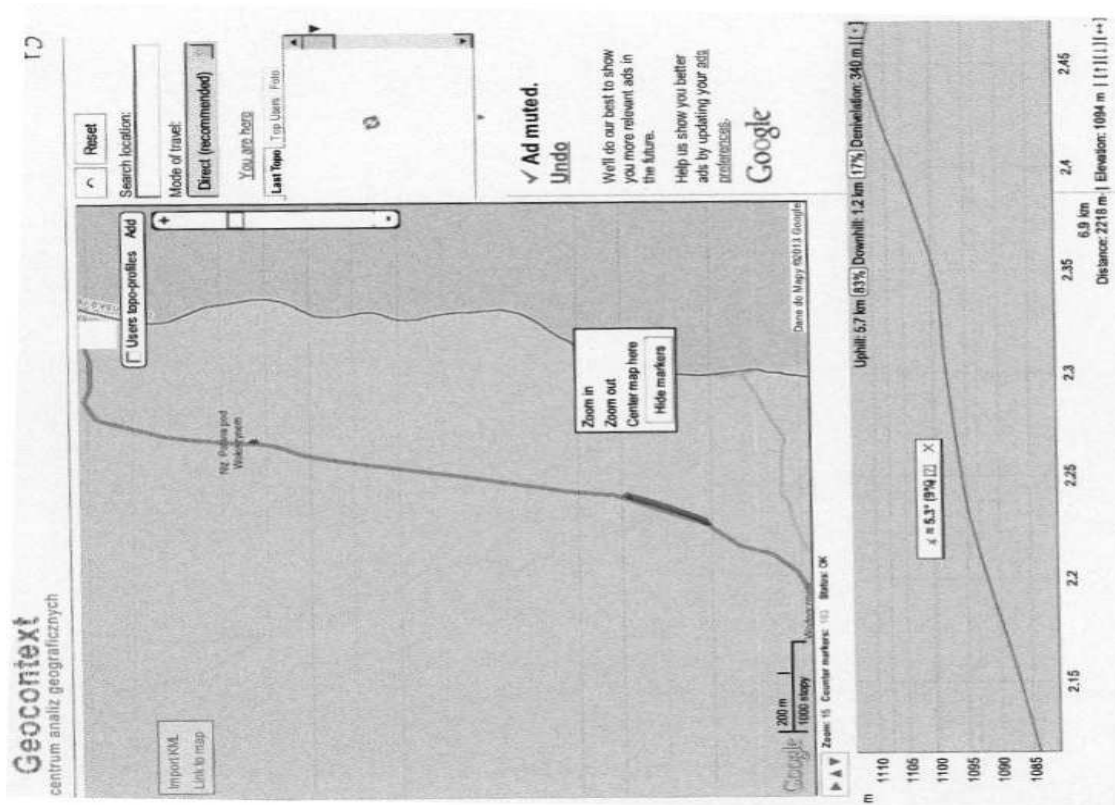 Geocontext
centrum analiz geograficznych
Import KML
Link to map
Reset
Search location:
Mode of travel:
Direct (recommended)
You are here
Last Topo Top Users Foto
✓ Ad muted.
Undo
We'll do our best to show
you more relevant ads in
the future.
Help us show you better
ads by updating your ads
preferences.
Google
Users topo-profiles Add
+
-
Polana pod
Zoom in
Zoom out
Center map here
Hide markers
Google
200 m
1000 stopy
Dane do Mapy ©2013 Google
Zoom: 15 Counter markers: 103 Status: OK
Uphill: 5.7 km 83% Downhill: 1.2 km 17% Denivelation: 340 m
m
1110
1105
1100
1095
1090
1085
≈ 5.3° (9%) [?] X
2.15 2.2 2.25 2.3 2.35 2.4 2.45
6.9 km
Distance: 2218 m | Elevation: 1094 m | [↑] [↓] [↔]